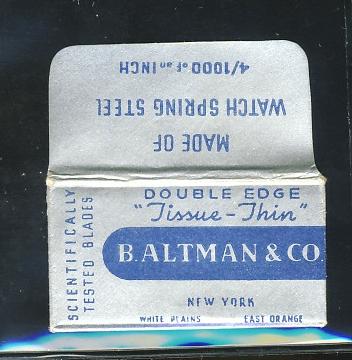 4/1000 of an INCH
WATCH SPRING STEEL
MADE OF
SCIENTIFICALLY
TESTED BLADES
DOUBLE EDGE
"Tissue-Thin"
B. ALTMAN & CO
NEW YORK
WHITE PLAINS EAST ORANGE